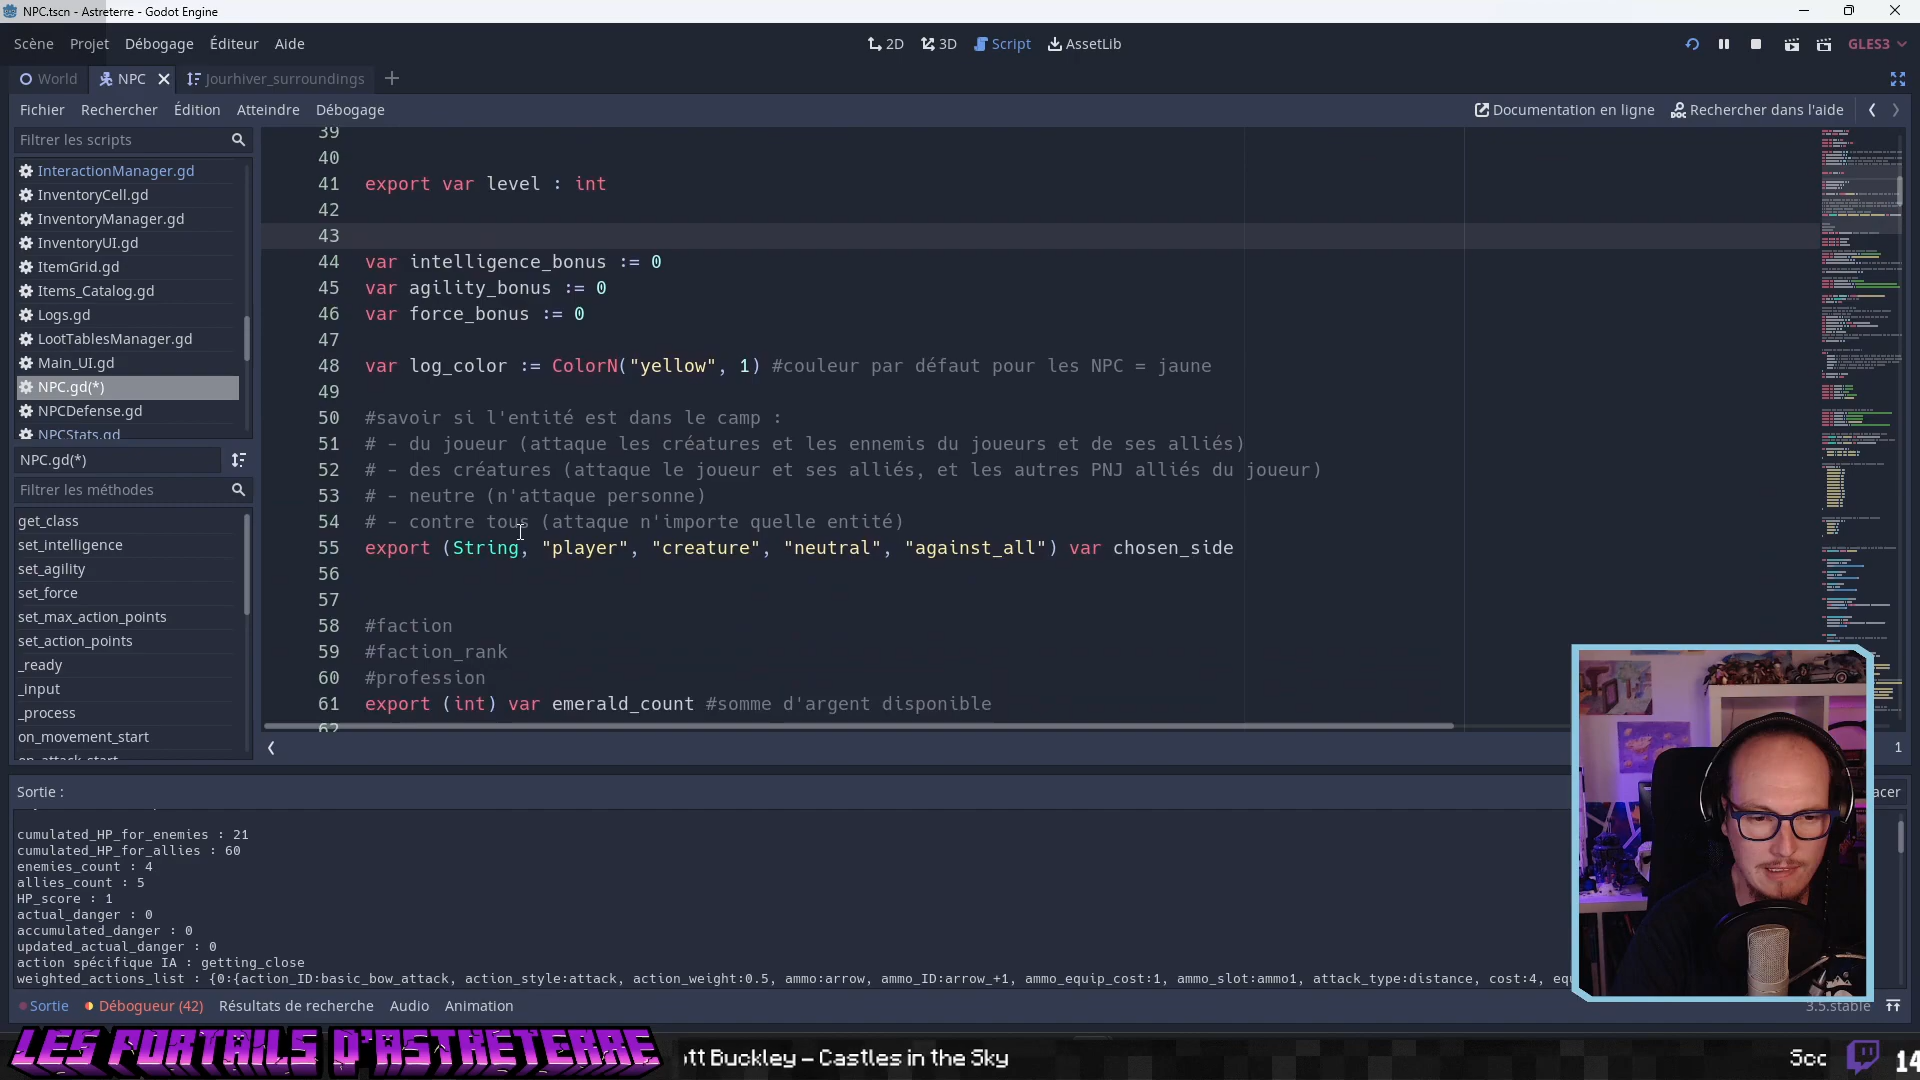 NPC.tscn - Astreterre - Godot Engine
Scène Projet Débogage Éditeur Aide
2D 3D Script AssetLib
GLES3
World NPC Jourhiver_surroundings
Fichier Rechercher Édition Atteindre Débogage
Documentation en ligne Rechercher dans l'aide
Filtrer les scripts
InteractionManager.gd
InventoryCell.gd
InventoryManager.gd
InventoryUI.gd
ItemGrid.gd
Items_Catalog.gd
Logs.gd
LootTablesManager.gd
Main_UI.gd
NPC.gd(*)
NPCDefense.gd
NPCStats.gd
NPC.gd(*)
Filtrer les méthodes
get_class
set_intelligence
set_agility
set_force
set_max_action_points
set_action_points
_ready
_input
_process
on_movement_start
on_attack_start
39
40
41 export var level : int
42
43
44 var intelligence_bonus := 0
45 var agility_bonus := 0
46 var force_bonus := 0
47
48 var log_color := ColorN("yellow", 1) #couleur par défaut pour les NPC = jaune
49
50 #savoir si l'entité est dans le camp :
51 # - du joueur (attaque les créatures et les ennemis du joueurs et de ses alliés)
52 # - des créatures (attaque le joueur et ses alliés, et les autres PNJ alliés du joueur)
53 # - neutre (n'attaque personne)
54 # - contre tous (attaque n'importe quelle entité)
55 export (String, "player", "creature", "neutral", "against_all") var chosen_side
56
57
58 #faction
59 #faction_rank
60 #profession
61 export (int) var emerald_count #somme d'argent disponible
62
1
Sortie :
acer
cumulated_HP_for_enemies : 21
cumulated_HP_for_allies : 60
enemies_count : 4
allies_count : 5
HP_score : 1
actual_danger : 0
accumulated_danger : 0
updated_actual_danger : 0
action spécifique IA : getting_close
weighted_actions_list : {0:{action_ID:basic_bow_attack, action_style:attack, action_weight:0.5, ammo:arrow, ammo_ID:arrow_+1, ammo_equip_cost:1, ammo_slot:ammo1, attack_type:distance, cost:4, eq
Sortie Débogueur (42) Résultats de recherche Audio Animation
3.5.stable
LES PORTAILS D'ASTRETERRE
tt Buckley – Castles in the Sky
Sco
14